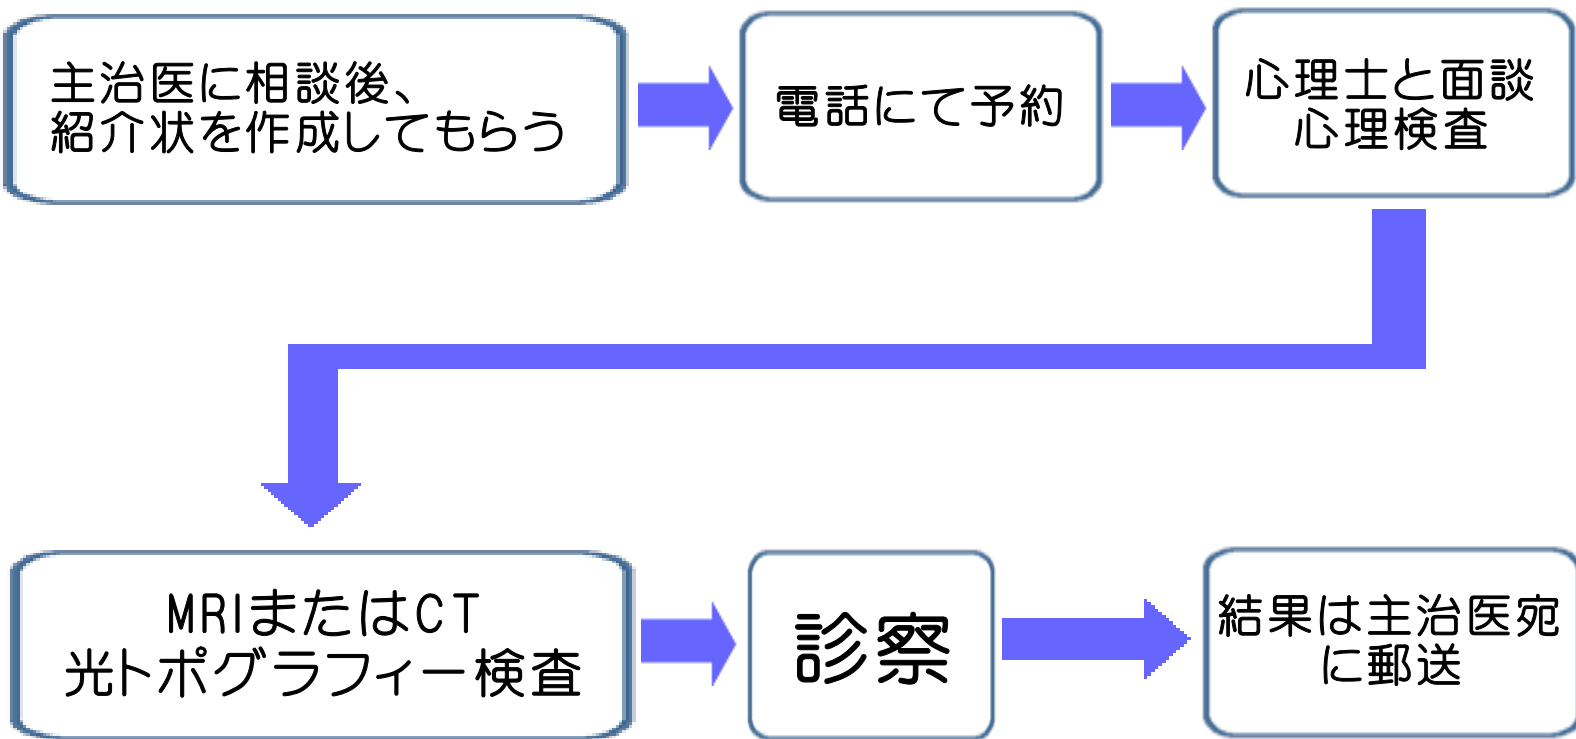 主治医に相談後、
紹介状を作成してもらう
電話にて予約
心理士と面談
心理検査
MRIまたはCT
光トポグラフィー検査
診察
結果は主治医宛
に郵送